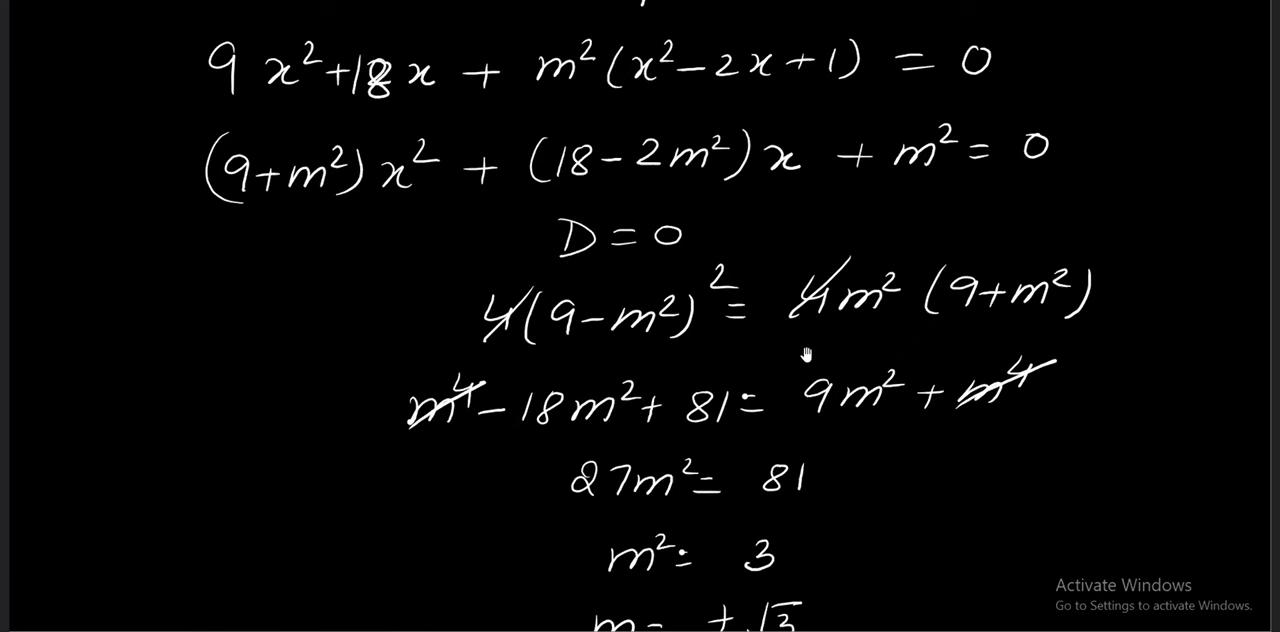 9x²+18x + m²(x²-2x+1) = 0
(9+m²)x² + (18-2m²)x + m² = 0
D = 0
4(9-m²)² = 4m²(9+m²)
m⁴-18m²+81 = 9m²+m⁴
27m² = 81
m² = 3
m = ±√3
Activate Windows
Go to Settings to activate Windows.